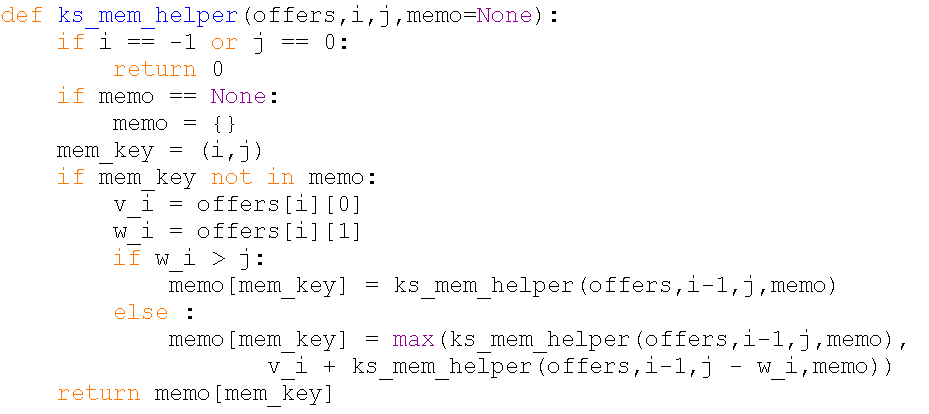 def ks_mem_helper(offers,i,j,memo=None):
    if i == -1 or j == 0:
        return 0
    if memo == None:
        memo = {}
    mem_key = (i,j)
    if mem_key not in memo:
        v_i = offers[i][0]
        w_i = offers[i][1]
        if w_i > j:
            memo[mem_key] = ks_mem_helper(offers,i-1,j,memo)
        else :
            memo[mem_key] = max(ks_mem_helper(offers,i-1,j,memo),
                   v_i + ks_mem_helper(offers,i-1,j - w_i,memo))
    return memo[mem_key]